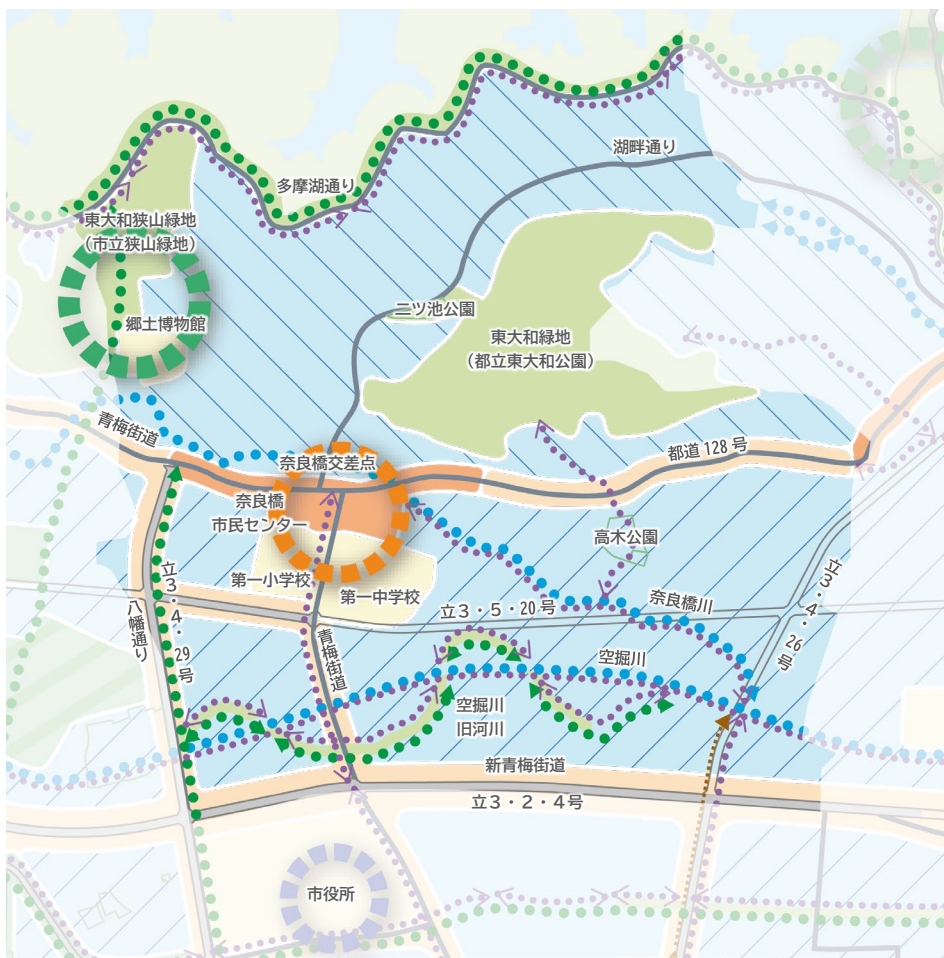 湖畔通り
多摩湖通り
東大和狭山緑地
（市立狭山緑地）
二ツ池公園
郷土博物館
東大和緑地
（都立東大和公園）
青梅街道
都道128号
奈良橋交差点
奈良橋
市民センター
高木公園
第一小学校
第一中学校
立3・4・29号
八幡通り
立3・5・20号
奈良橋川
立3・4・26号
青梅街道
空掘川
空掘川
旧河川
新青梅街道
立3・2・4号
市役所